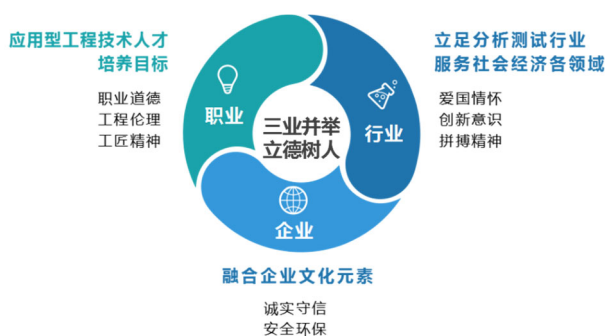 应用型工程技术人才
培养目标
职业道德
工程伦理
工匠精神
职业
三业并举
立德树人
行业
立足分析测试行业
服务社会经济各领域
爱国情怀
创新意识
拼搏精神
企业
融合企业文化元素
诚实守信
安全环保